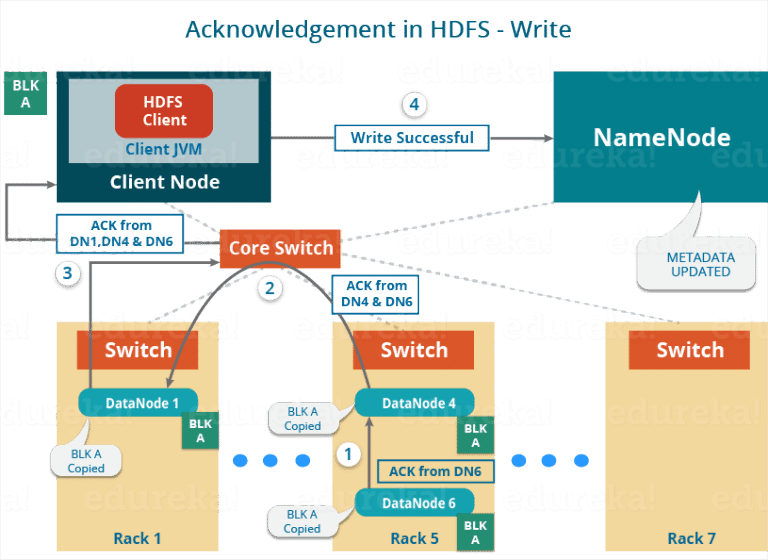 Acknowledgement in HDFS - Write
BLK
A
HDFS
Client
Client JVM
Client Node
4
Write Successful
NameNode
METADATA
UPDATED
ACK from
DN1,DN4 & DN6
Core Switch
3
2
ACK from
DN4 & DN6
Switch
Switch
Switch
DataNode 1
BLK
A
BLK A
Copied
DataNode 4
BLK A
Copied
BLK
A
1
ACK from DN6
DataNode 6
BLK A
Copied
BLK
A
Rack 1
Rack 5
Rack 7
edureka!